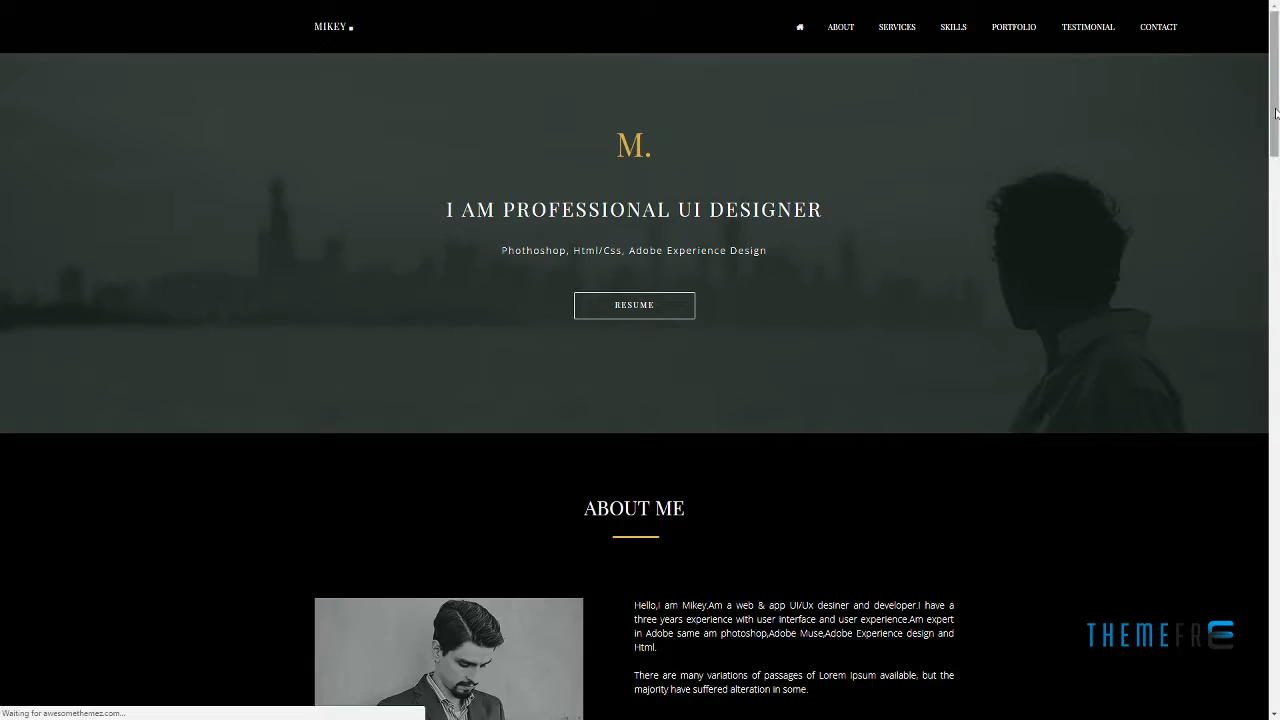 MIKEY
ABOUT SERVICES SKILLS PORTFOLIO TESTIMONIAL CONTACT
M.
I AM PROFESSIONAL UI DESIGNER
Phothoshop, Html/Css, Adobe Experience Design
RESUME
ABOUT ME
Hello,I am Mikey.Am a web & app UI/Ux desiner and developer.I have a
three years experience with user interface and user experience.Am expert
in Adobe same am photoshop,Adobe Muse,Adobe Experience design and
Html.
There are many variations of passages of Lorem Ipsum available, but the
majority have suffered alteration in some.
THEMEFRE
Waiting for awesomethemez.com...